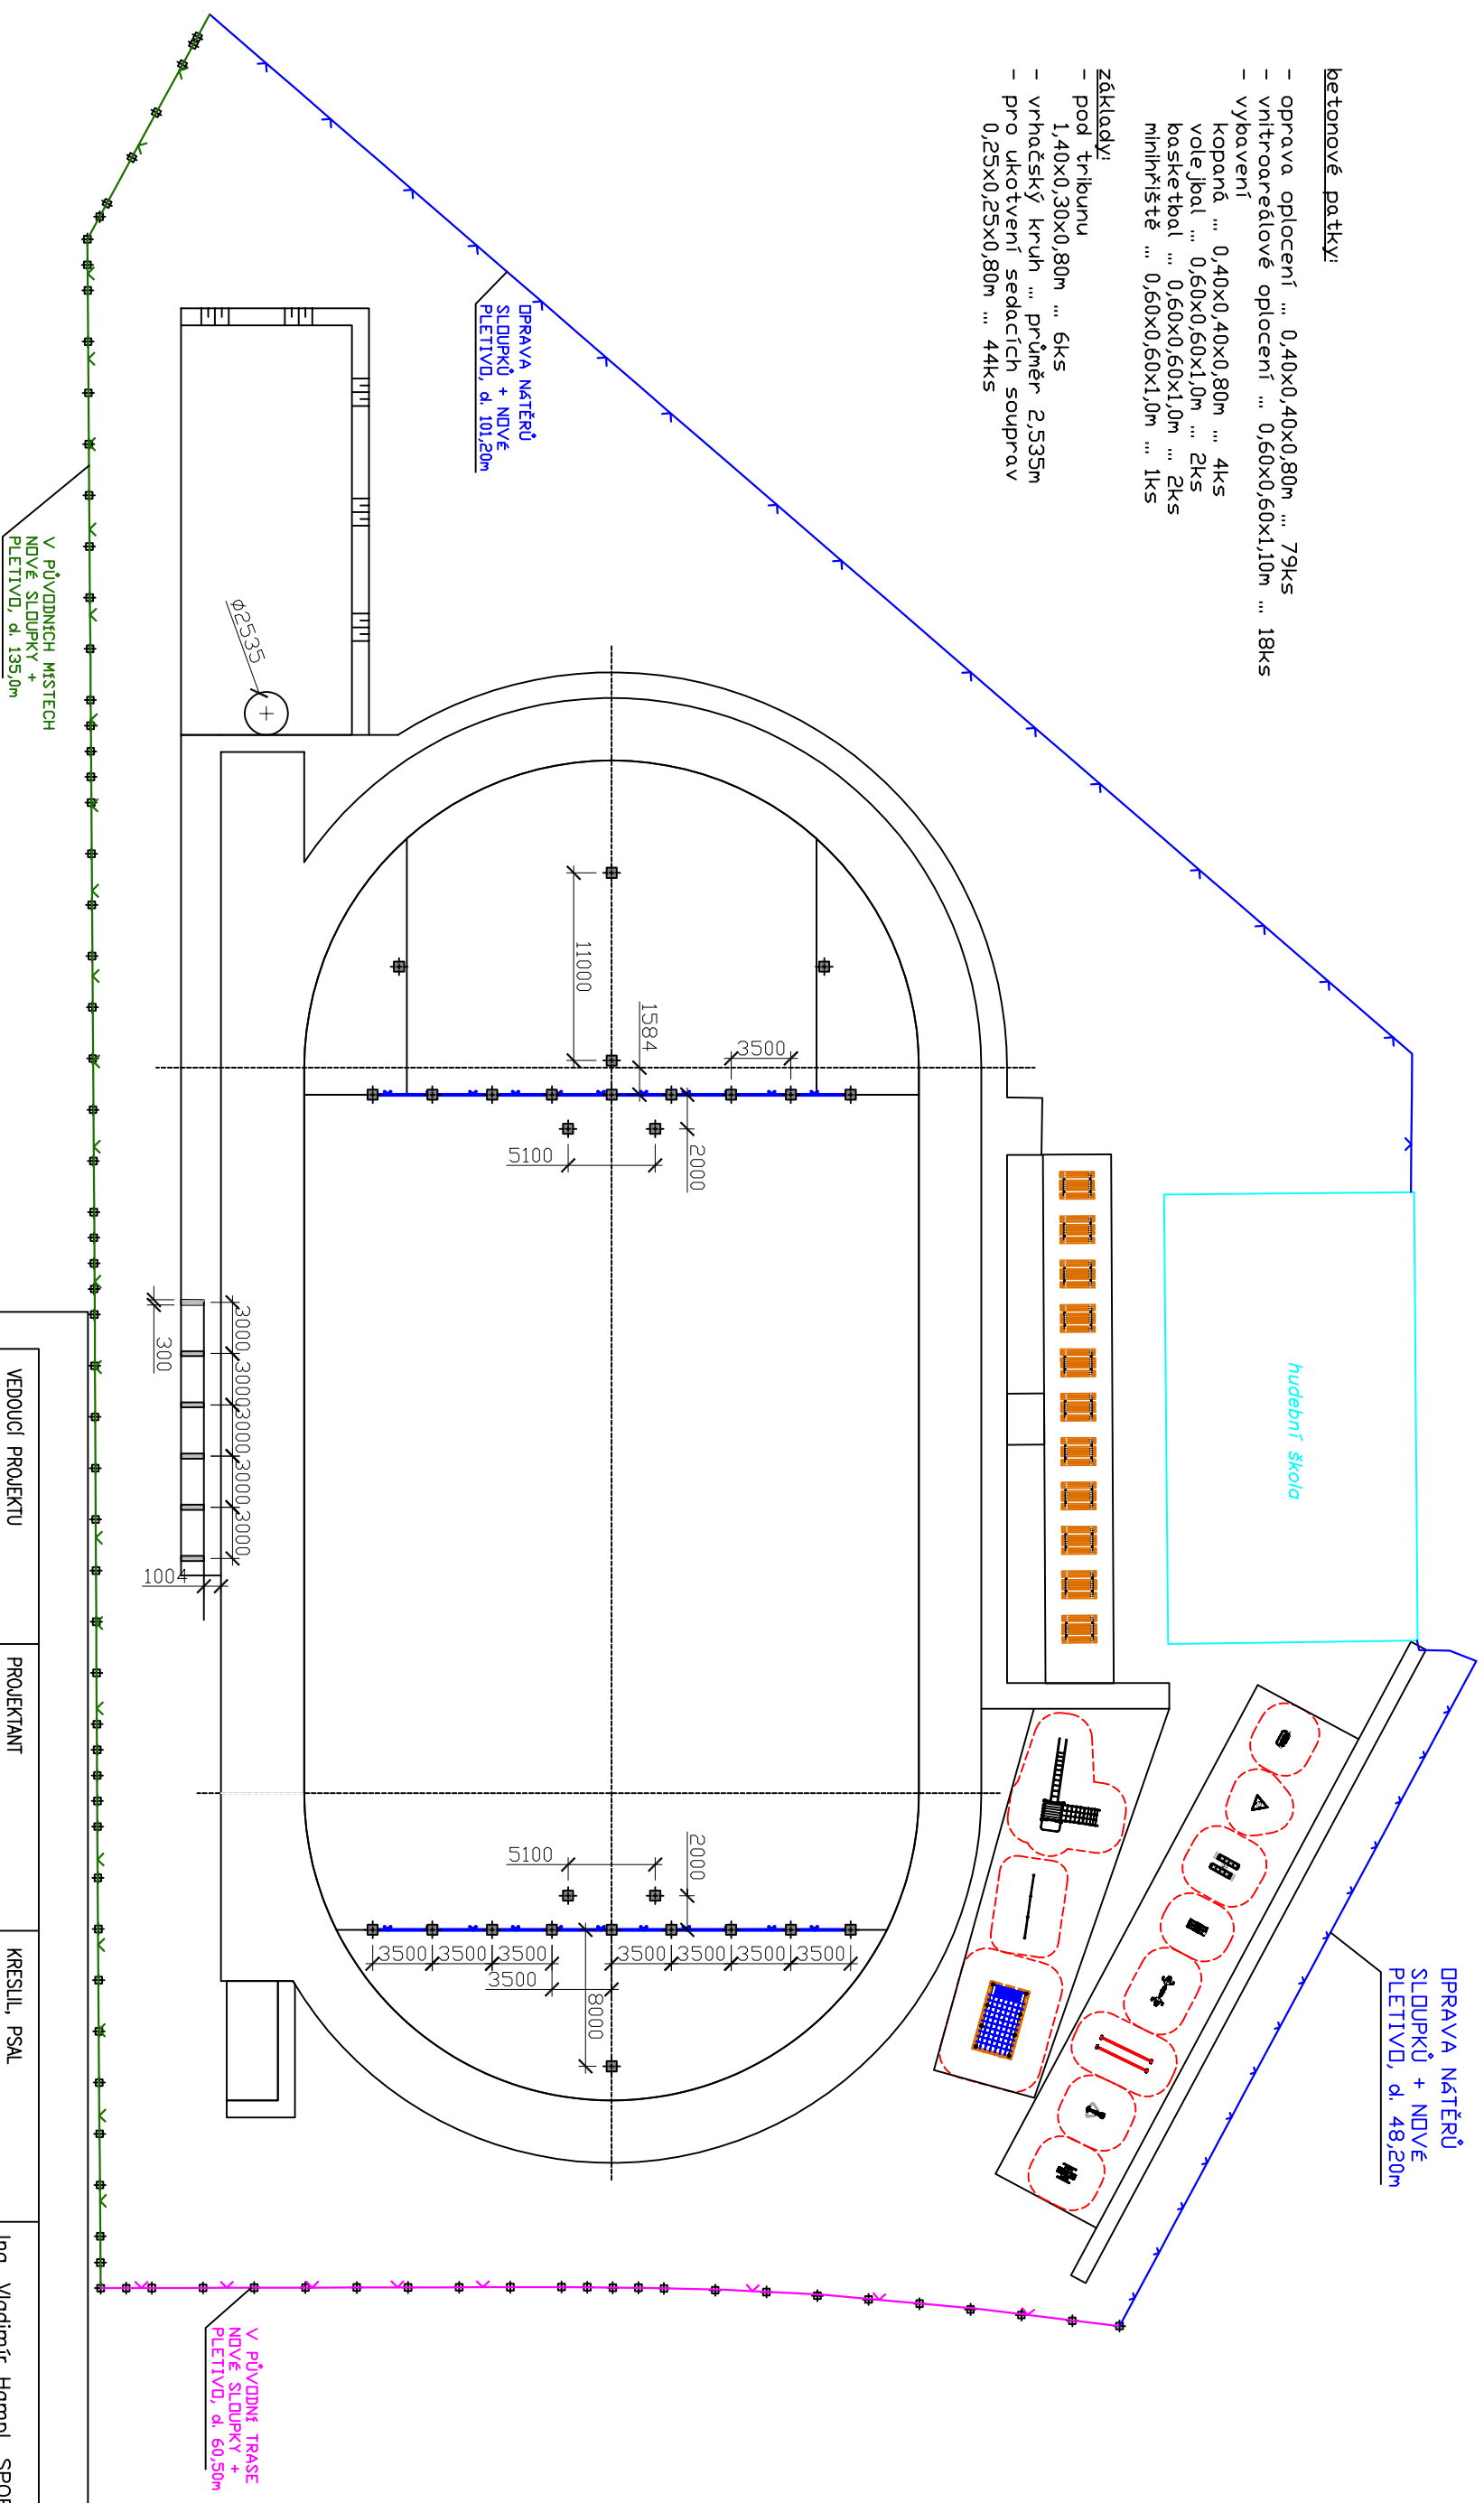 betonové patky:
- oprava oplocení ... 0,40x0,40x0,80m ... 79ks
- vnitroareálové oplocení ... 0,60x0,60x1,10m ... 18ks
- vybavení
kopaná ... 0,40x0,40x0,80m ... 4ks
volejbal ... 0,60x0,60x1,0m ... 2ks
basketbal ... 0,60x0,60x1,0m ... 2ks
minihřiště ... 0,60x0,60x1,0m ... 1ks
základy:
- pod tribunu
1,40x0,30x0,80m ... 6ks
- vrhačský kruh ... průměr 2,535m
- pro ukotvení sedacích souprav
0,25x0,25x0,80m ... 44ks
OPRAVA NÁTĚRŮ
SLOUPKŮ + NOVÉ
PLETIVO, d. 101,20m
V PŮVODNÍCH MÍSTECH
NOVÉ SLOUPKY +
PLETIVO, d. 135,0m
ø2535
11000
1584
3500
2000
5100
hudební škola
3000
3000
3000
3000
3000
300
1004
OPRAVA NÁTĚRŮ
SLOUPKŮ + NOVÉ
PLETIVO, d. 48,20m
2000
5100
3500
3500
3500
3500
3500
3500
3500
3500
8000
V PŮVODNÍ TRASE
NOVÉ SLOUPKY +
PLETIVO, d. 60,50m
VEDOUCÍ PROJEKTU
PROJEKTANT
KRESLIL, PSAL
Ing. Vladimír Hampl